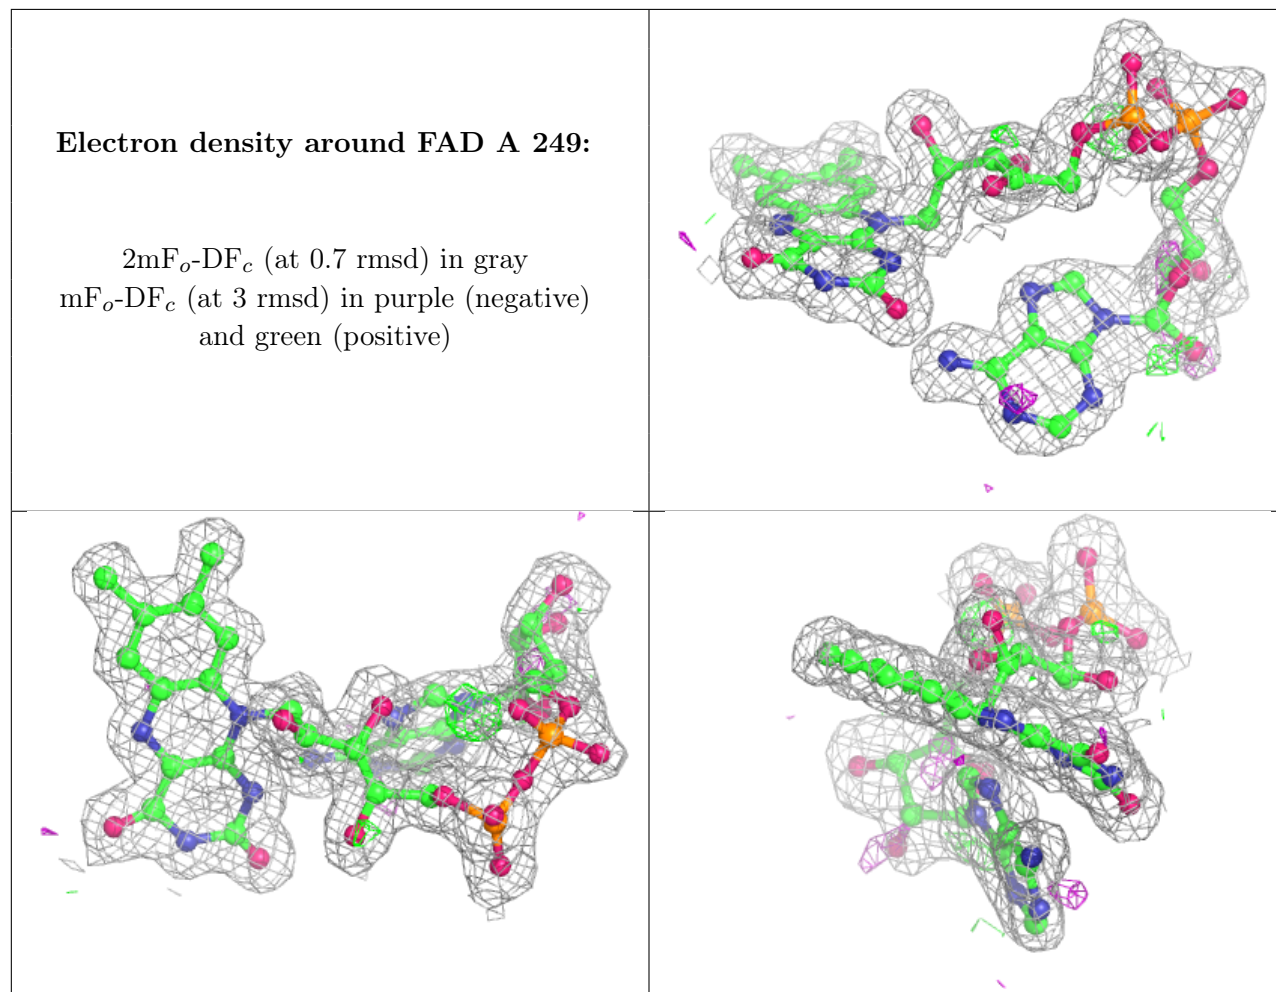 Electron density around FAD A 249:
2mFo-DFc (at 0.7 rmsd) in gray
mFo-DFc (at 3 rmsd) in purple (negative)
and green (positive)